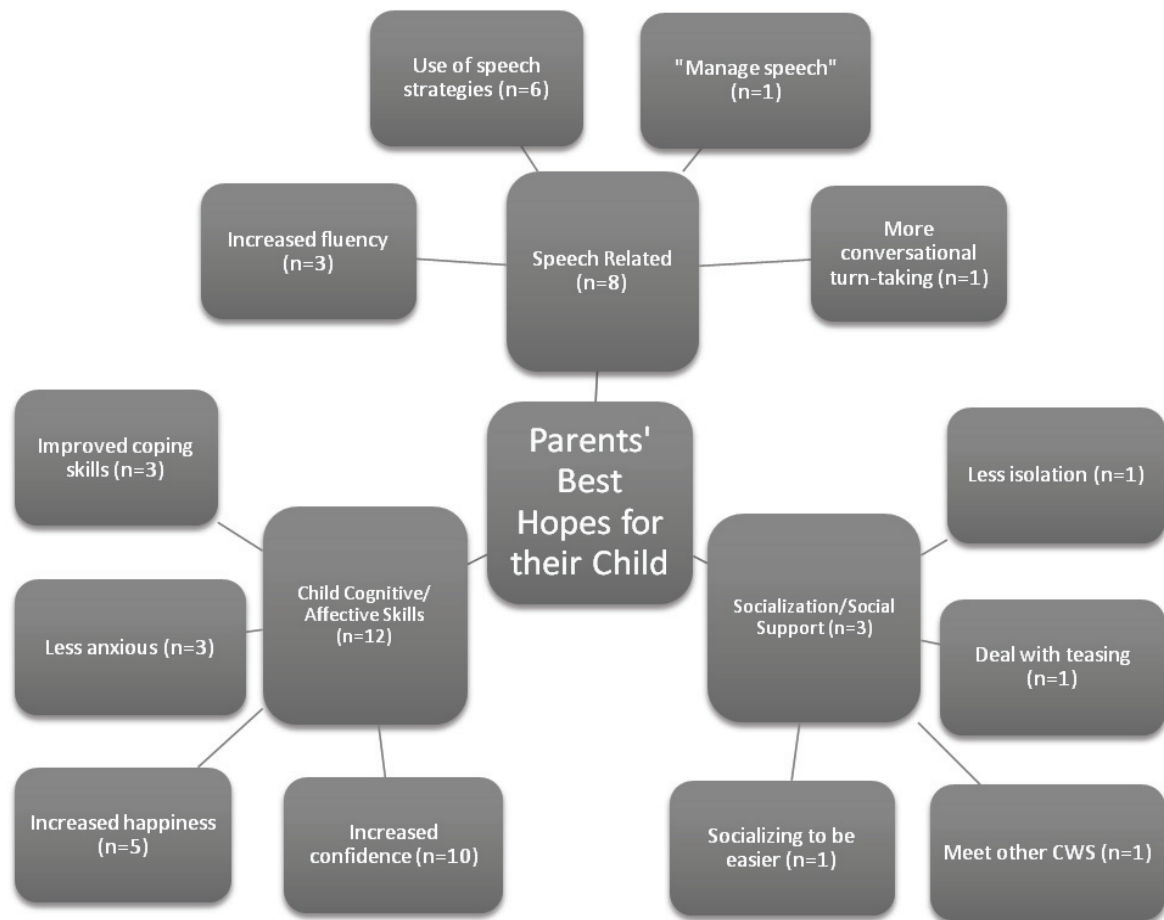 Use of speech
strategies (n=6)
"Manage speech"
(n=1)
Increased fluency
(n=3)
Speech Related
(n=8)
More
conversational
turn-taking (n=1)
Parents'
Best
Hopes for
their Child
Improved coping
skills (n=3)
Child Cognitive/
Affective Skills
(n=12)
Less anxious (n=3)
Increased happiness
(n=5)
Increased
confidence (n=10)
Less isolation (n=1)
Socialization/Social
Support (n=3)
Deal with teasing
(n=1)
Socializing to be
easier (n=1)
Meet other CWS (n=1)